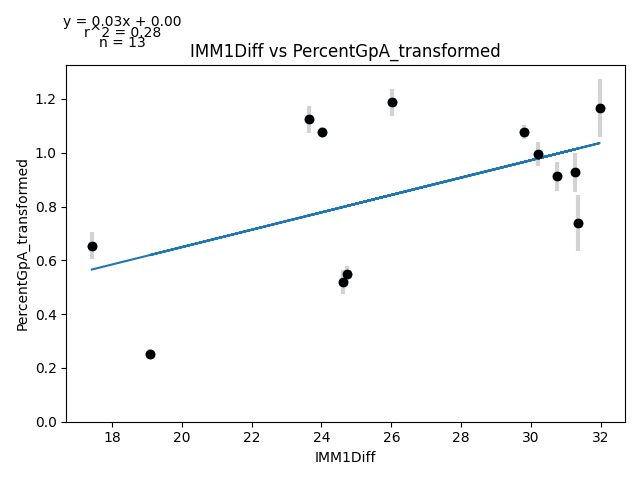 y = 0.03x + 0.00
r^2 = 0.28
n = 13
IMM1Diff vs PercentGpA_transformed
PercentGpA_transformed
1.2
1.0
0.8
0.6
0.4
0.2
0.0
18 20 22 24 26 28 30 32
IMM1Diff